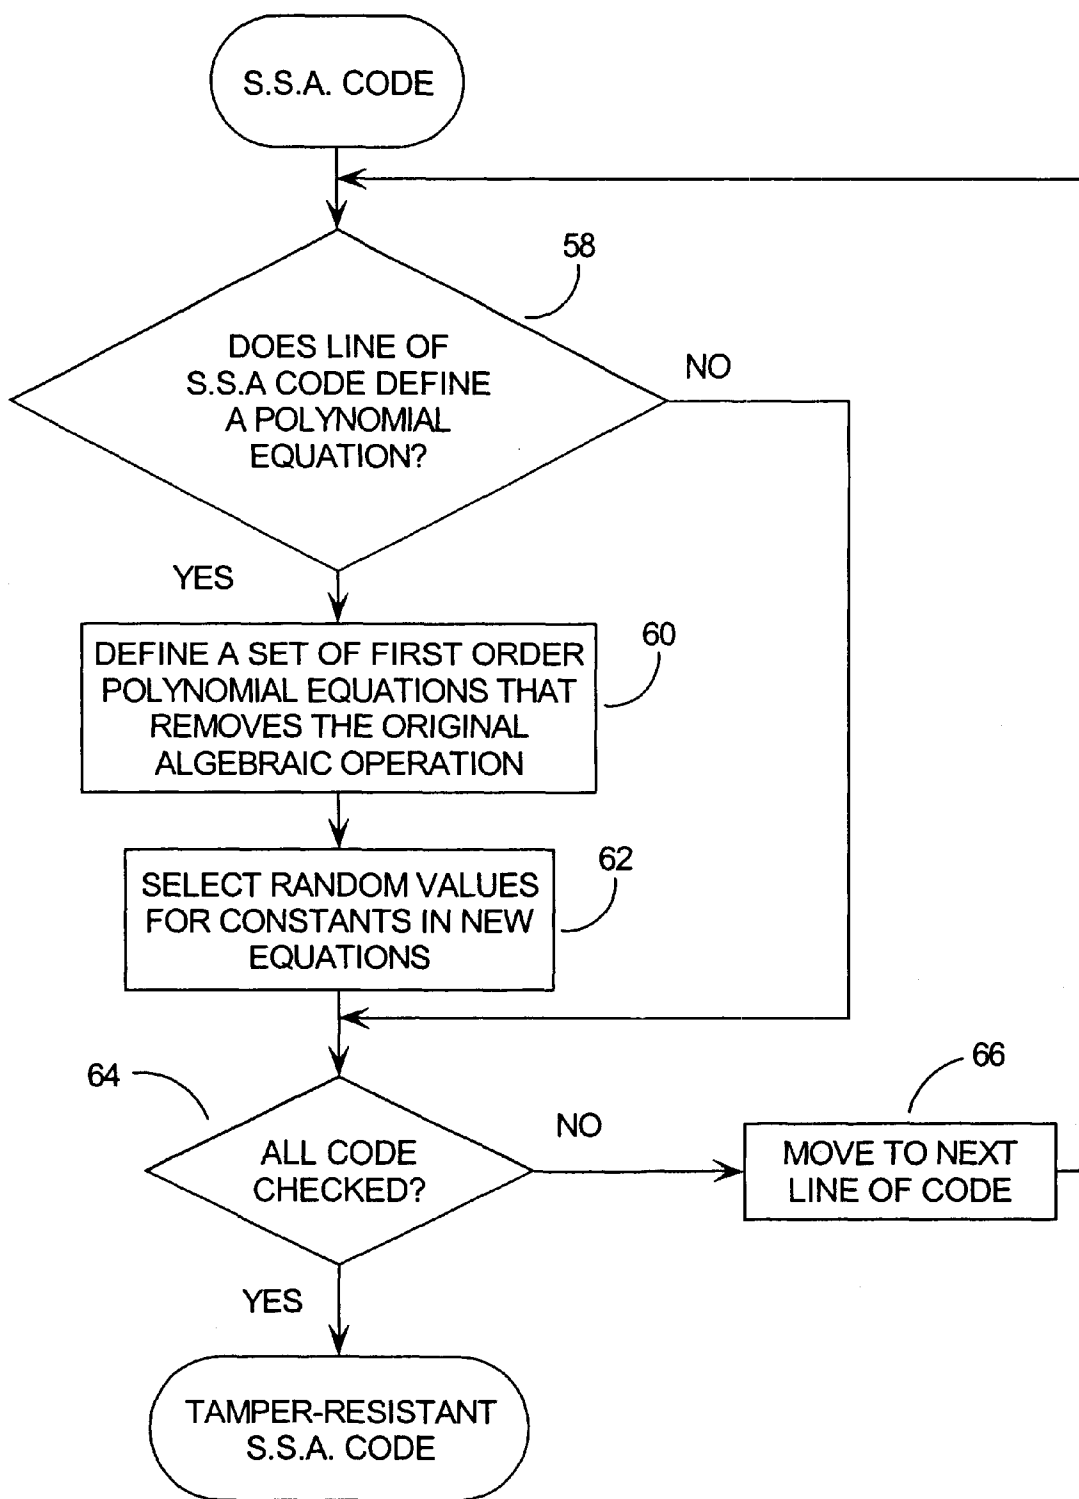 S.S.A. CODE
58
DOES LINE OF
S.S.A CODE DEFINE
A POLYNOMIAL
EQUATION?
NO
YES
60
DEFINE A SET OF FIRST ORDER
POLYNOMIAL EQUATIONS THAT
REMOVES THE ORIGINAL
ALGEBRAIC OPERATION
62
SELECT RANDOM VALUES
FOR CONSTANTS IN NEW
EQUATIONS
64
ALL CODE
CHECKED?
NO
66
MOVE TO NEXT
LINE OF CODE
YES
TAMPER-RESISTANT
S.S.A. CODE